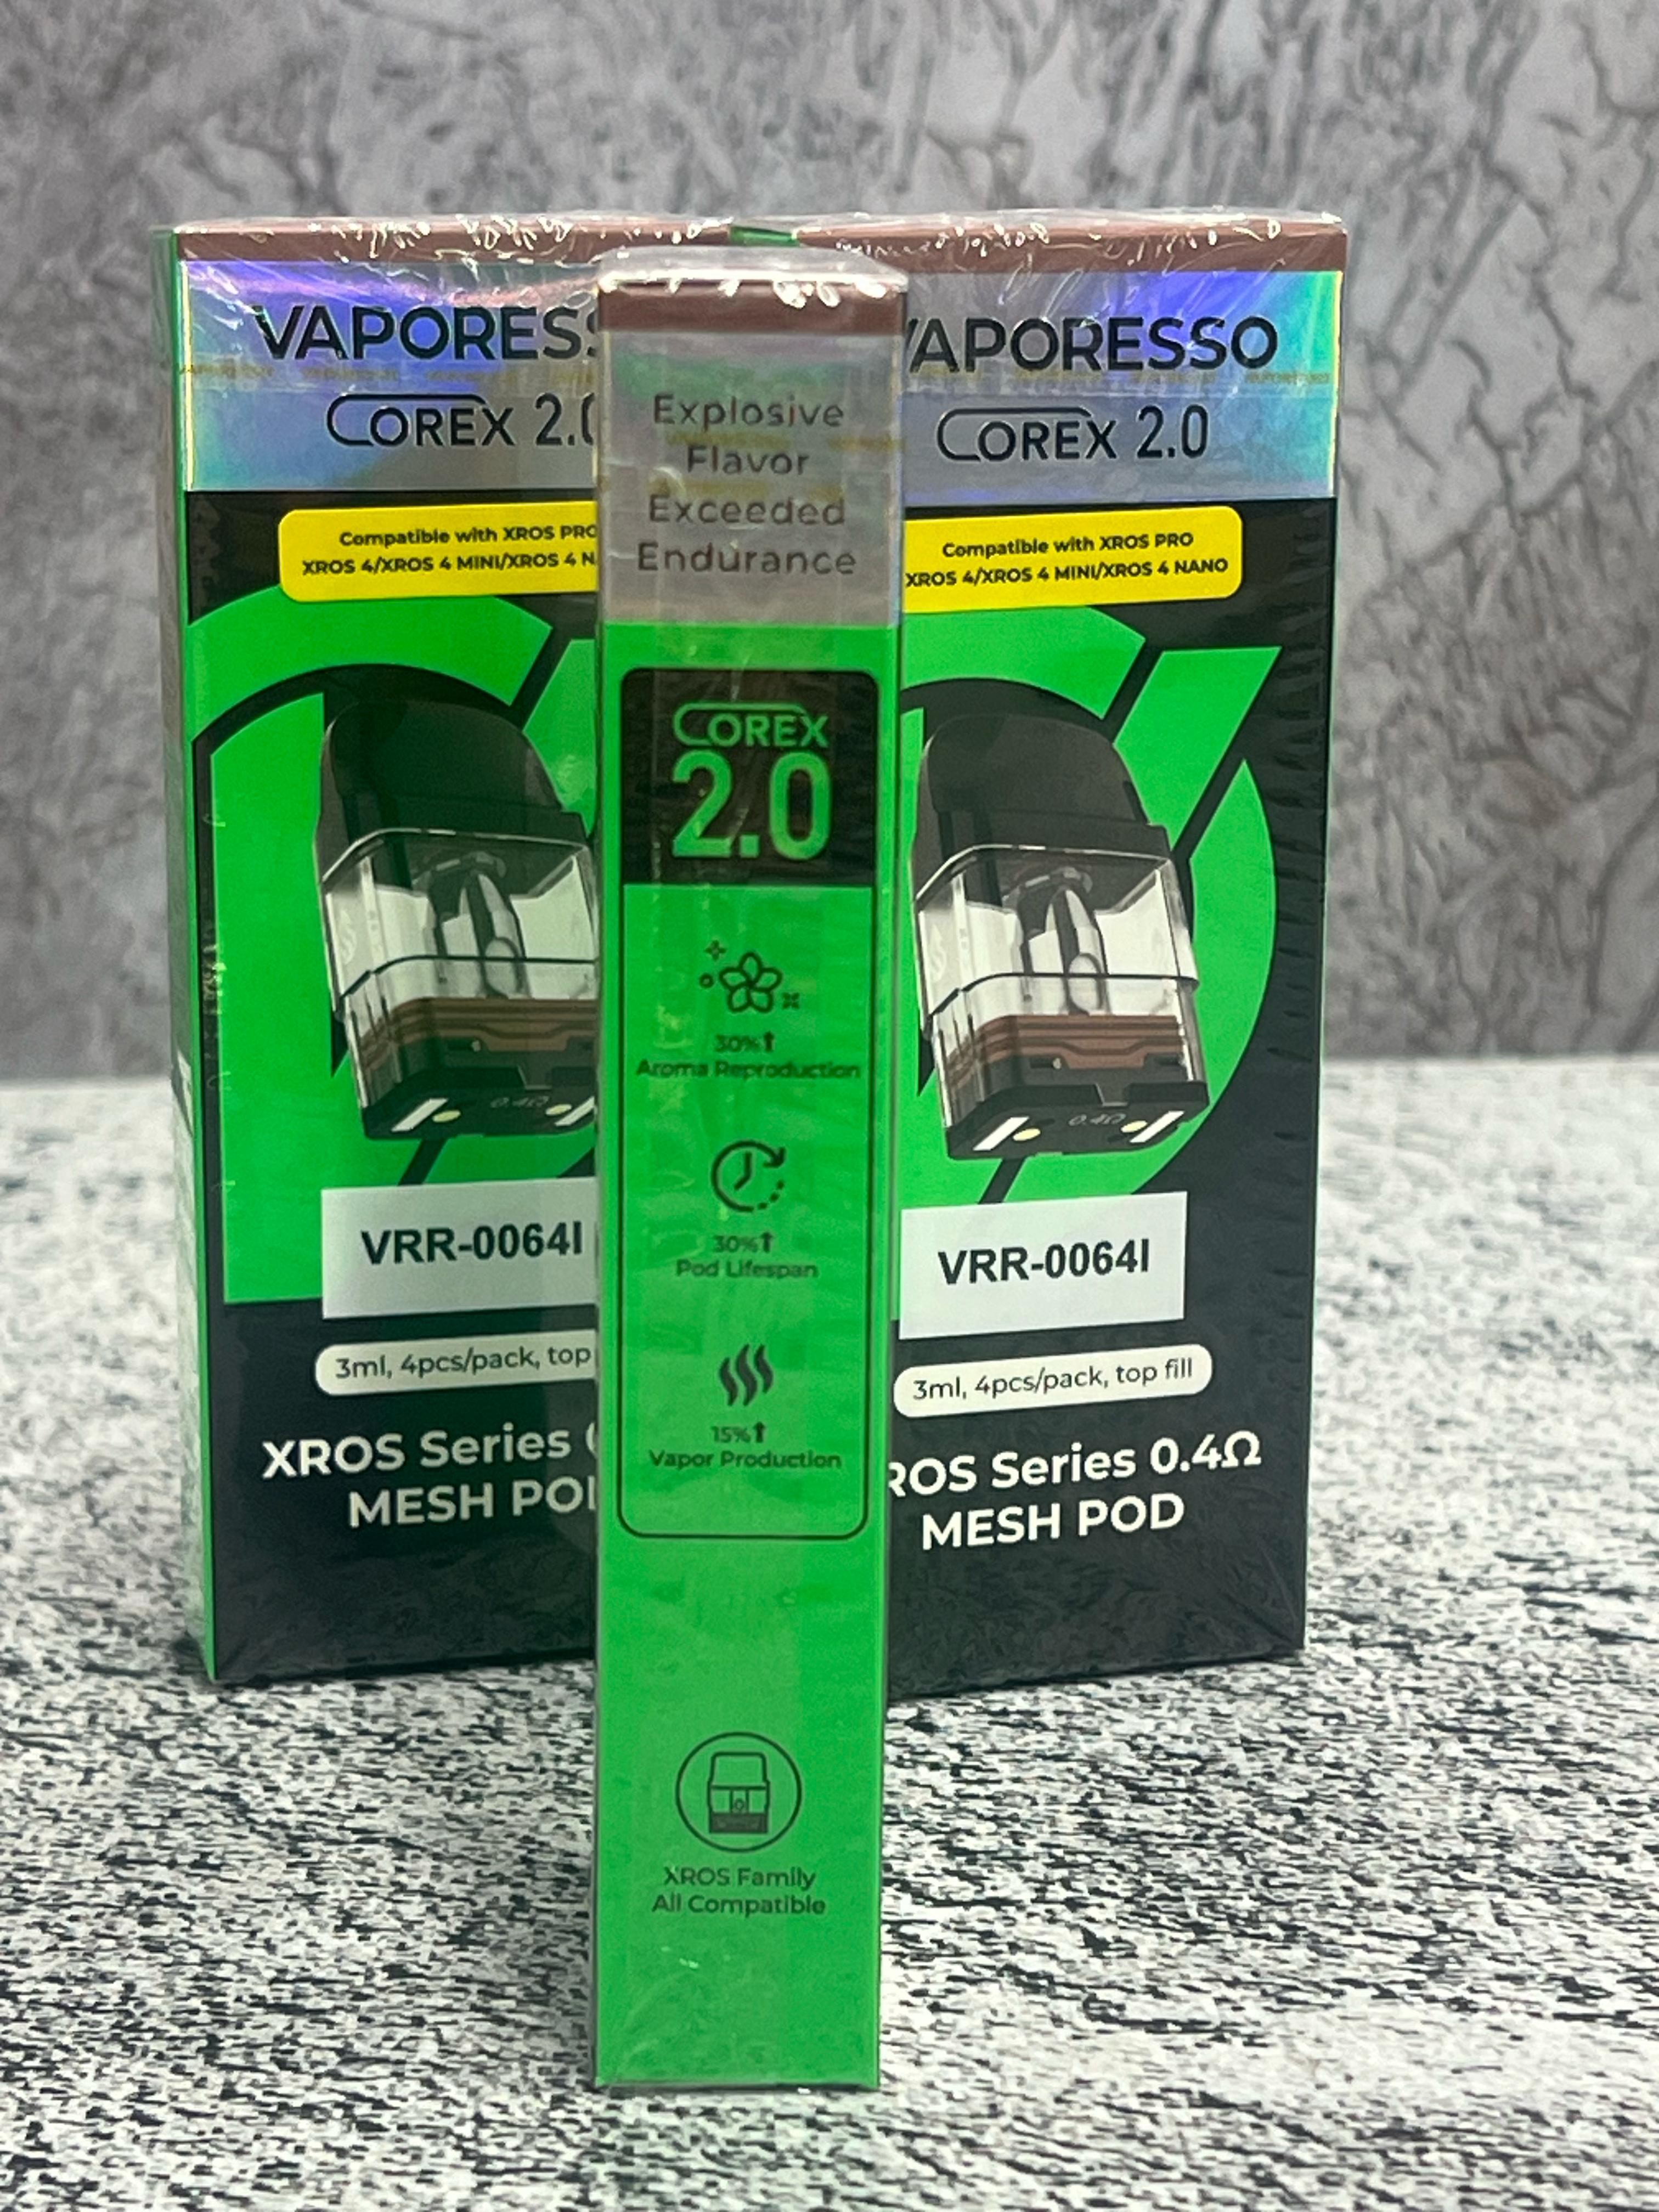 VAPORESS
COREX 2.0
Compatible with XROS PRO
XROS 4/XROS 4 MINI/XROS 4 N
VRR-0064I
3ml, 4pcs/pack, top
XROS Series
MESH POD
Explosive
Flavor
Exceeded
Endurance
COREX
2.0
30%↑
Aroma Reproduction
30%↑
Pod Lifespan
15%↑
Vapor Production
XROS Family
All Compatible
VAPORESSO
COREX 2.0
Compatible with XROS PRO
XROS 4/XROS 4 MINI/XROS 4 NANO
0.4Ω
VRR-0064I
3ml, 4pcs/pack, top fill
ROS Series 0.4Ω
MESH POD